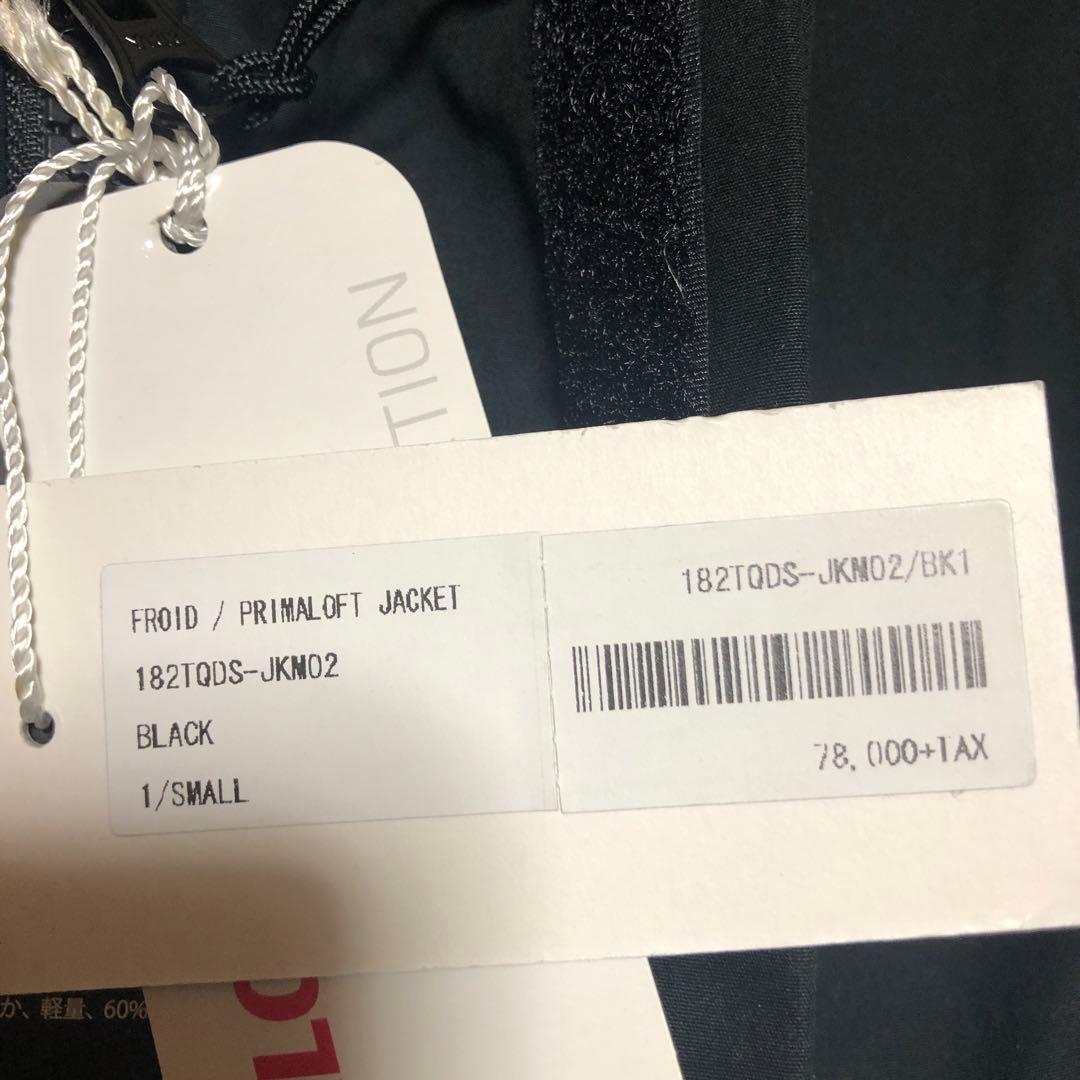 TION
FROID / PRIMALOFT JACKET
182TQDS-JKM02
BLACK
1/SMALL
182TQDS-JKM02/BK1
78,000+TAX
か、軽量、60%